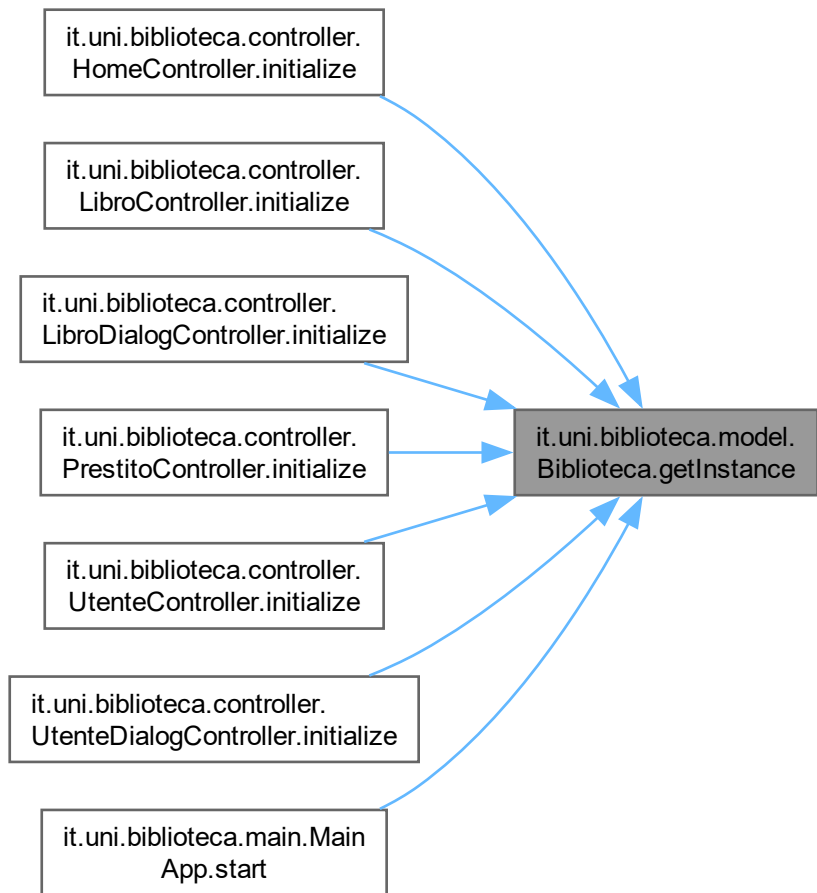 it.uni.biblioteca.controller.
HomeController.initialize
it.uni.biblioteca.controller.
LibroController.initialize
it.uni.biblioteca.controller.
LibroDialogController.initialize
it.uni.biblioteca.controller.
PrestitoController.initialize
it.uni.biblioteca.model.
Biblioteca.getInstance
it.uni.biblioteca.controller.
UtenteController.initialize
it.uni.biblioteca.controller.
UtenteDialogController.initialize
it.uni.biblioteca.main.Main
App.start